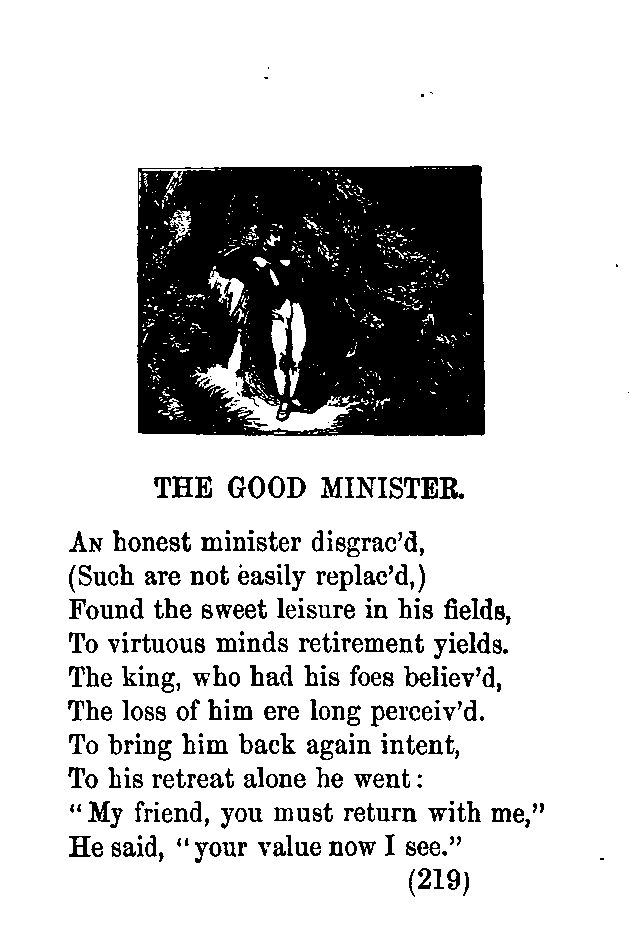 THE GOOD MINISTER.
AN honest minister disgrac'd,
(Such are not easily replac'd,)
Found the sweet leisure in his fields,
To virtuous minds retirement yields.
The king, who had his foes believ'd,
The loss of him ere long perceiv'd.
To bring him back again intent,
To his retreat alone he went:
"My friend, you must return with me,"
He said, "your value now I see."
(219)